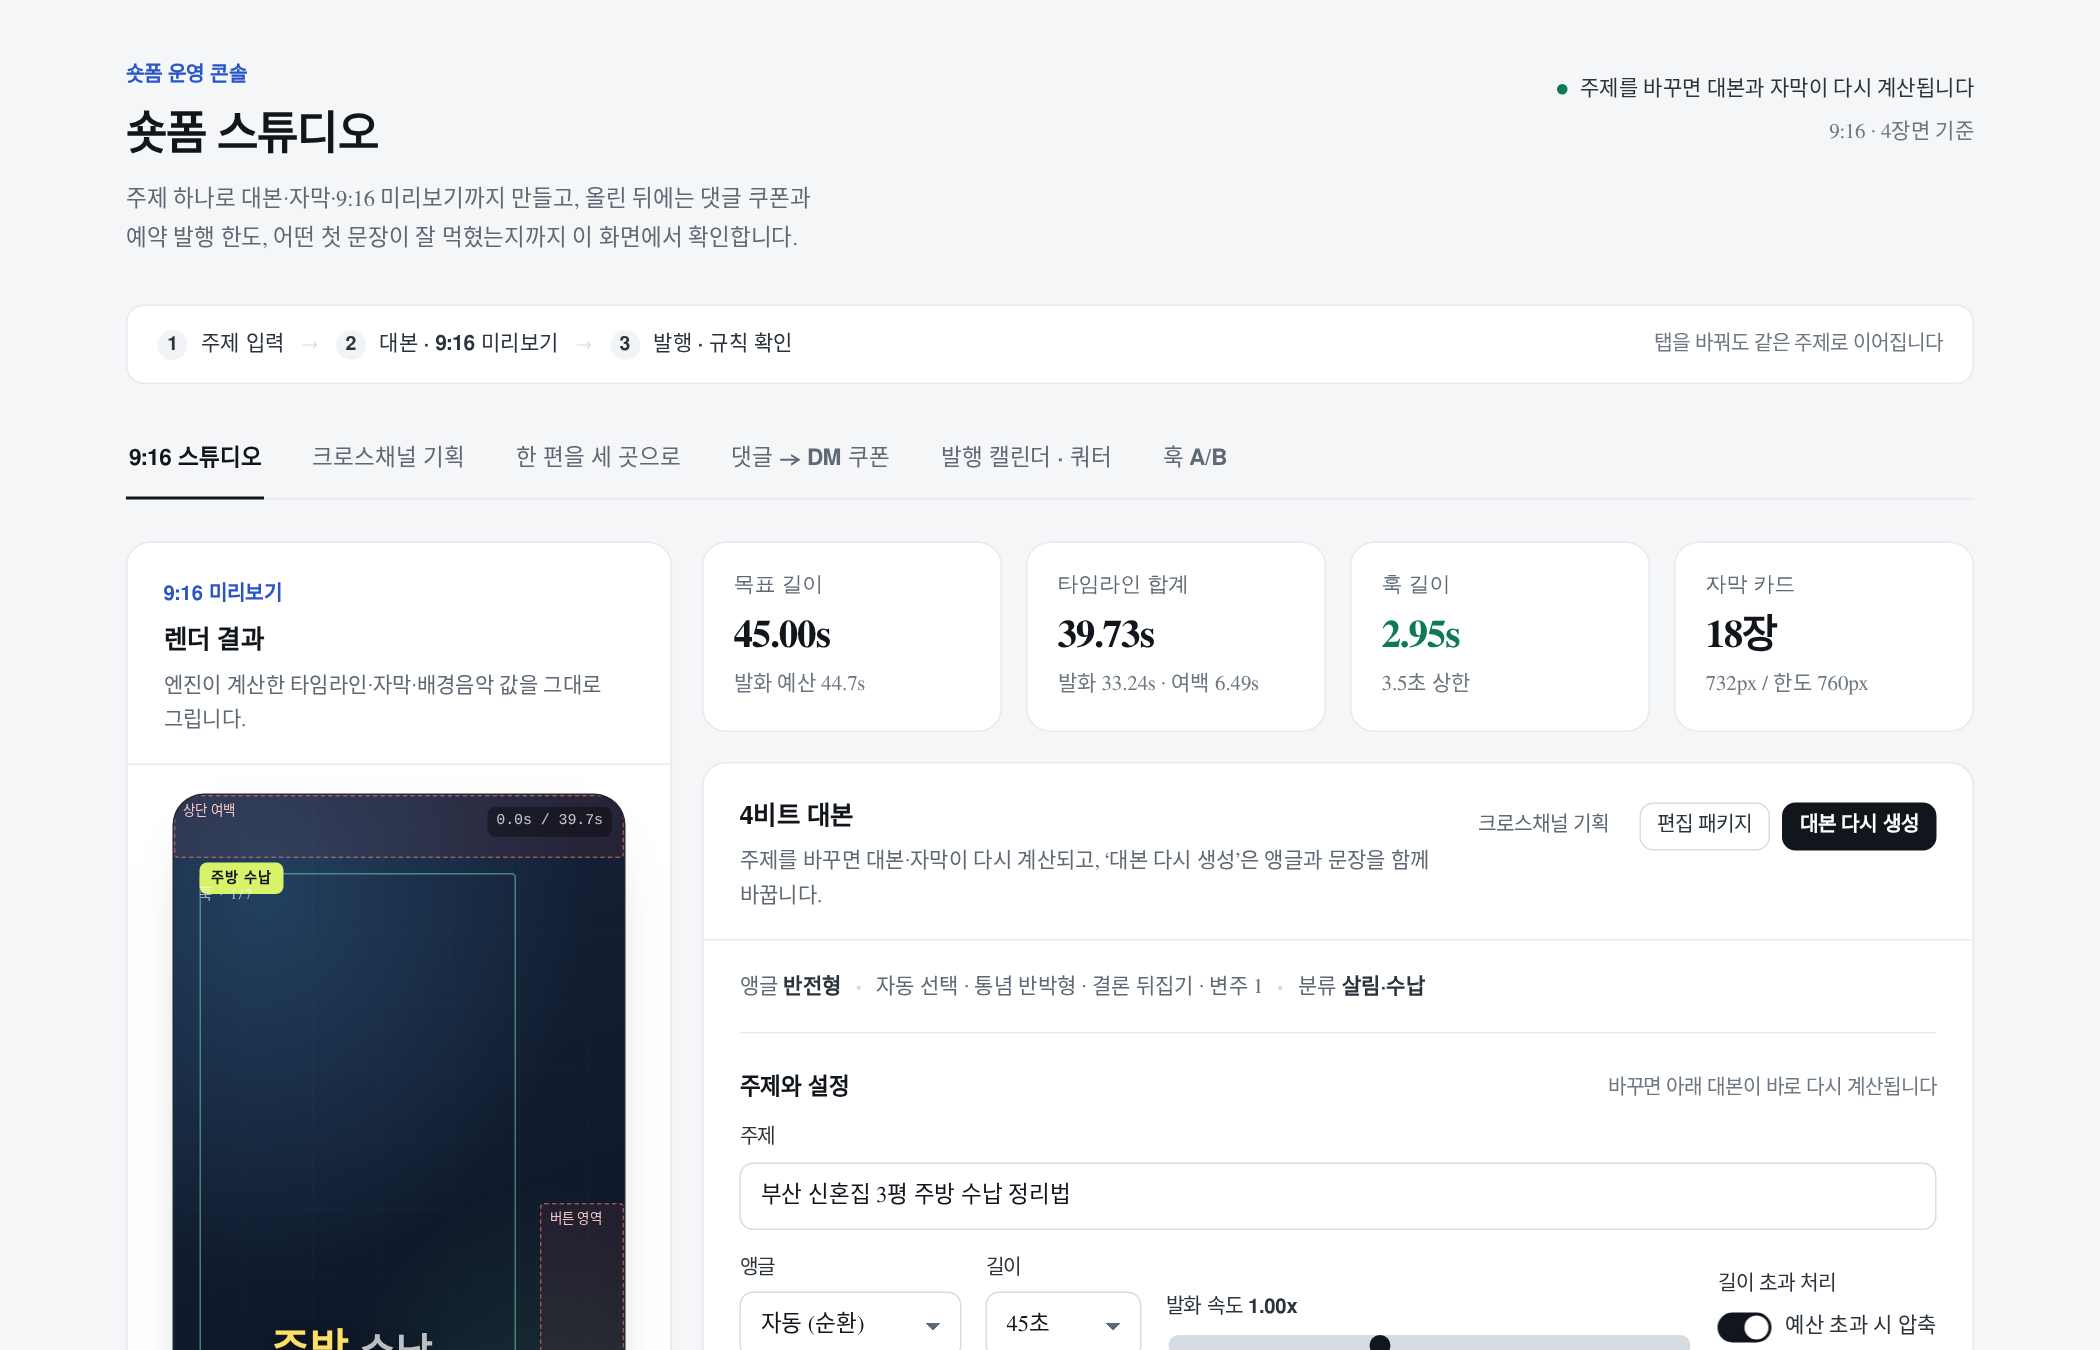 숏폼 운영 콘솔
숏폼 스튜디오
주제 하나로 대본·자막·9:16 미리보기까지 만들고, 올린 뒤에는 댓글 쿠폰과
예약 발행 한도, 어떤 첫 문장이 잘 먹혔는지까지 이 화면에서 확인합니다.
주제를 바꾸면 대본과 자막이 다시 계산됩니다
9:16 · 4장면 기준
1 주제 입력 → 2 대본 · 9:16 미리보기 → 3 발행 · 규칙 확인
탭을 바꿔도 같은 주제로 이어집니다
9:16 스튜디오 크로스채널 기획 한 편을 세 곳으로 댓글 → DM 쿠폰 발행 캘린더 · 쿼터 훅 A/B
9:16 미리보기
렌더 결과
엔진이 계산한 타임라인·자막·배경음악 값을 그대로
그립니다.
상단 여백
0.0s / 39.7s
주방 수납
훅 · 1/7
버튼 영역
주방 수납
목표 길이
45.00s
발화 예산 44.7s
타임라인 합계
39.73s
발화 33.24s · 여백 6.49s
훅 길이
2.95s
3.5초 상한
자막 카드
18장
732px / 한도 760px
4비트 대본
주제를 바꾸면 대본·자막이 다시 계산되고, ‘대본 다시 생성’은 앵글과 문장을 함께
바꿉니다.
크로스채널 기획 편집 패키지 대본 다시 생성
앵글 반전형 • 자동 선택 · 통념 반박형 · 결론 뒤집기 · 변주 1 • 분류 살림·수납
주제와 설정
바꾸면 아래 대본이 바로 다시 계산됩니다
주제
부산 신혼집 3평 주방 수납 정리법
앵글
자동 (순환)
길이
45초
발화 속도 1.00x
길이 초과 처리
예산 초과 시 압축